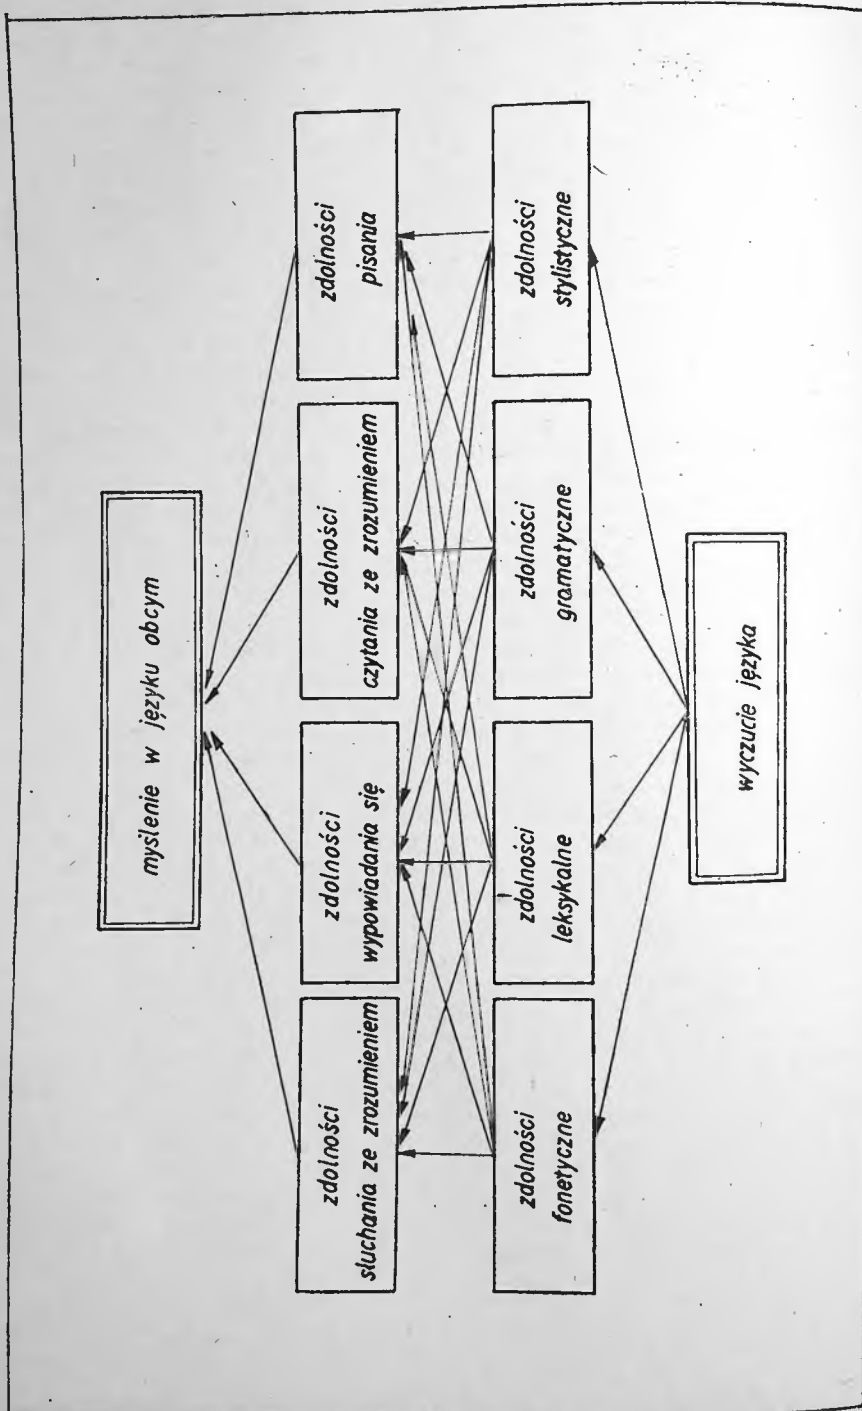 myślenie w języku obcym
zdolności
słuchania ze zrozumieniem
zdolności
wypowiadania się
zdolności
czytania ze zrozumieniem
zdolności
pisania
zdolności
fonetyczne
zdolności
leksykalne
zdolności
gramatyczne
zdolności
stylistyczne
wyczucie języka